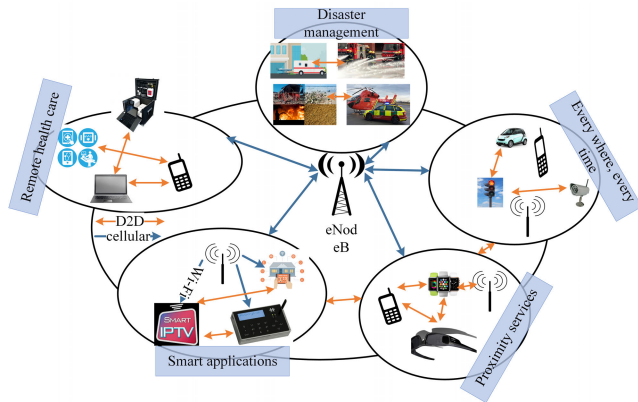 Disaster
management
Remote health care
Every where, every
time
D2D
cellular
eNod
eB
Wi-Fi
SMART
IPTV
Smart applications
Proximity services